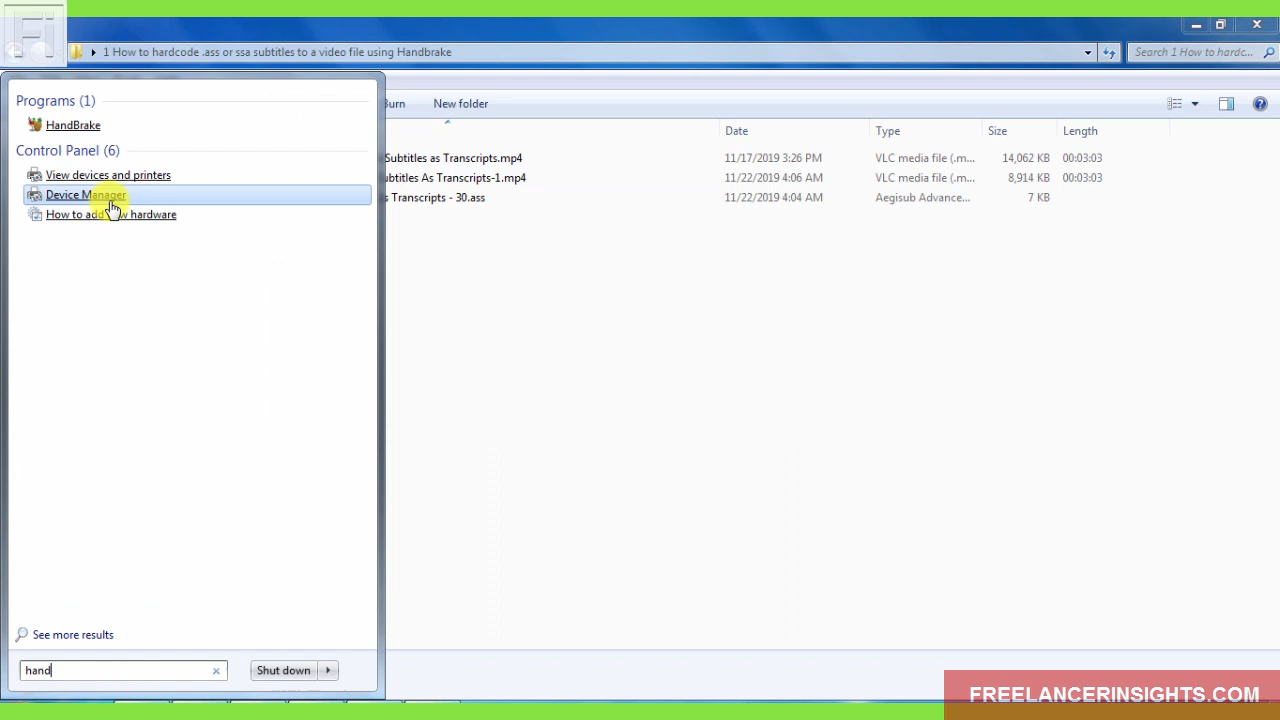 1 How to hardcode .ass or ssa subtitles to a video file using Handbrake
Search 1 How to hardc...
Programs (1)
HandBrake
Control Panel (6)
View devices and printers
Device Manager
How to add new hardware
See more results
hand
Shut down
Burn
New folder
Date
Type
Size
Length
Subtitles as Transcripts.mp4
11/17/2019 3:26 PM
VLC media file (.m...
14,062 KB
00:03:03
ubtitles As Transcripts-1.mp4
11/22/2019 4:06 AM
VLC media file (.m...
8,914 KB
00:03:03
s Transcripts - 30.ass
11/22/2019 4:04 AM
Aegisub Advance...
7 KB
FREELANCERINSIGHTS.COM